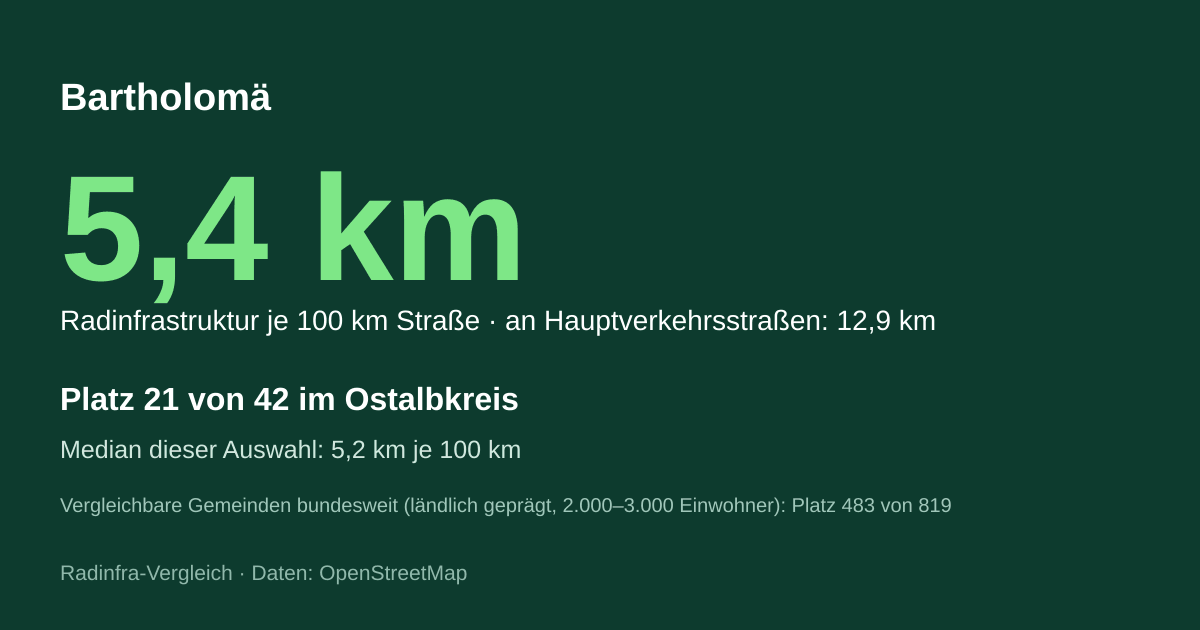 Bartholomä
5,4 km
Radinfrastruktur je 100 km Straße · an Hauptverkehrsstraßen: 12,9 km
Platz 21 von 42 im Ostalbkreis
Median dieser Auswahl: 5,2 km je 100 km
Vergleichbare Gemeinden bundesweit (ländlich geprägt, 2.000–3.000 Einwohner): Platz 483 von 819
Radinfra-Vergleich · Daten: OpenStreetMap